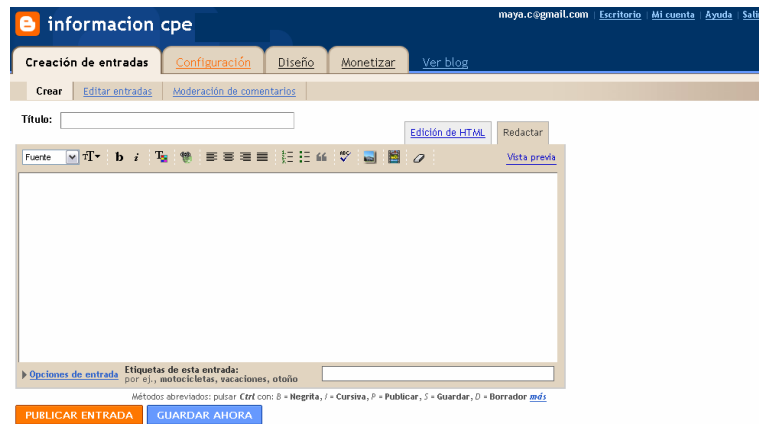 maya.c@gmail.com | Escritorio | Mi cuenta | Ayuda | Sali
informacion cpe
Creación de entradas Configuración Diseño Monetizar Ver blog
Crear Editar entradas Moderación de comentarios
Título:
Edición de HTML Redactar
Fuente Vista previa
Opciones de entrada Etiquetas de esta entrada:
por ej., motocicletas, vacaciones, otoño
Métodos abreviados: pulsar Ctrl con: B = Negrita, I = Cursiva, P = Publicar, S = Guardar, D = Borrador más
PUBLICAR ENTRADA GUARDAR AHORA